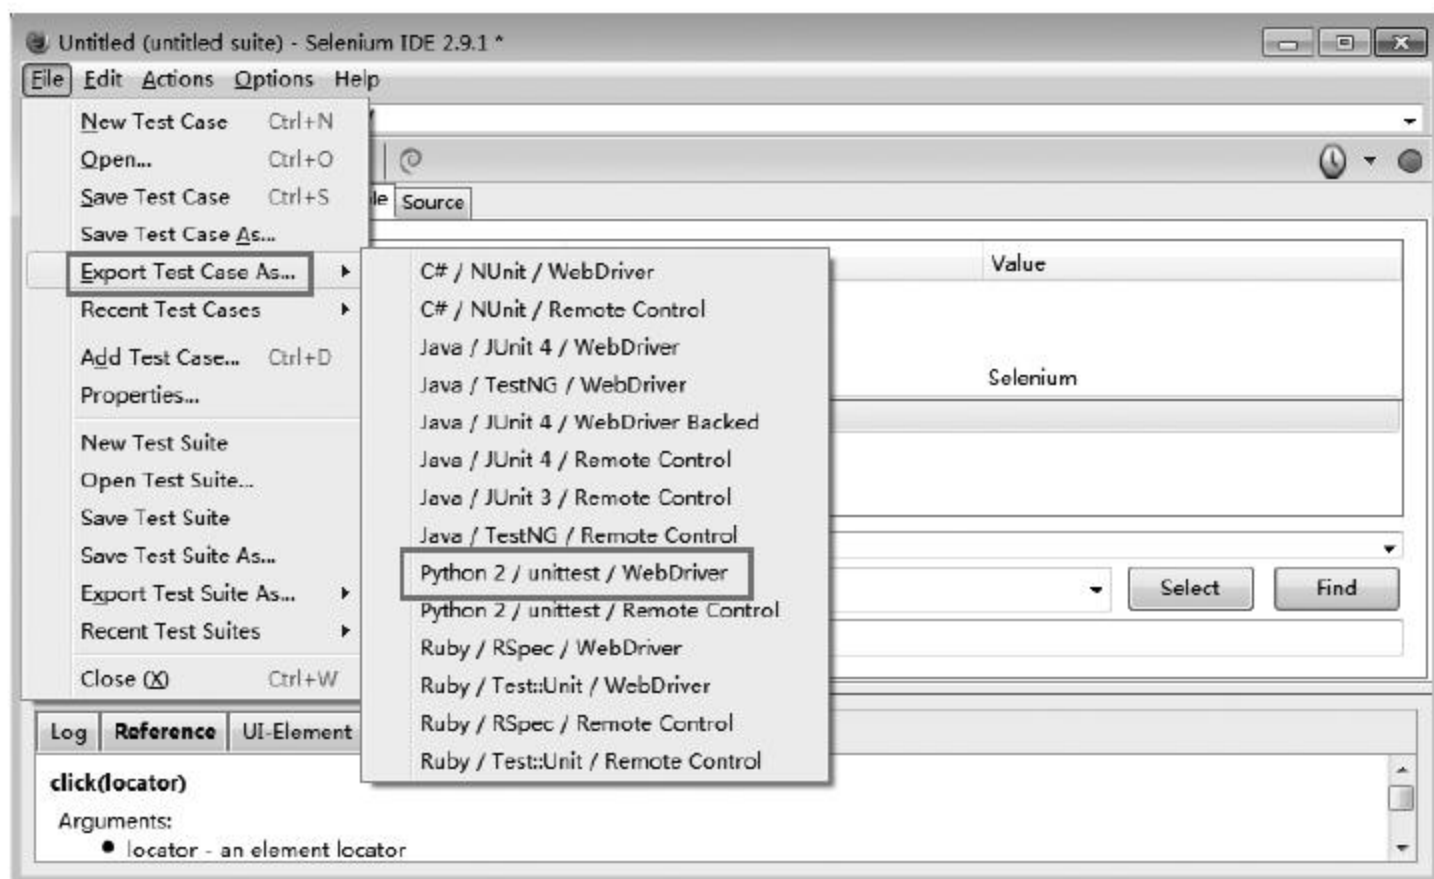 Untitled (untitled suite) - Selenium IDE 2.9.1 *
File Edit Actions Options Help
New Test Case Ctrl+N
Open... Ctrl+O
Save Test Case Ctrl+S
Source
Save Test Case As...
Export Test Case As...
Recent Test Cases
Add Test Case... Ctrl+D
Properties...
New Test Suite
Open Test Suite...
Save Test Suite
Save Test Suite As...
Export Test Suite As...
Recent Test Suites
Close (X) Ctrl+W
C# / NUnit / WebDriver
C# / NUnit / Remote Control
Java / JUnit 4 / WebDriver
Java / TestNG / WebDriver
Java / JUnit 4 / WebDriver Backed
Java / JUnit 4 / Remote Control
Java / JUnit 3 / Remote Control
Java / TestNG / Remote Control
Python 2 / unittest / WebDriver
Python 2 / unittest / Remote Control
Ruby / RSpec / WebDriver
Ruby / Test::Unit / WebDriver
Ruby / RSpec / Remote Control
Ruby / Test::Unit / Remote Control
Value
Selenium
Select Find
Log Reference UI-Element
click(locator)
Arguments:
● locator - an element locator